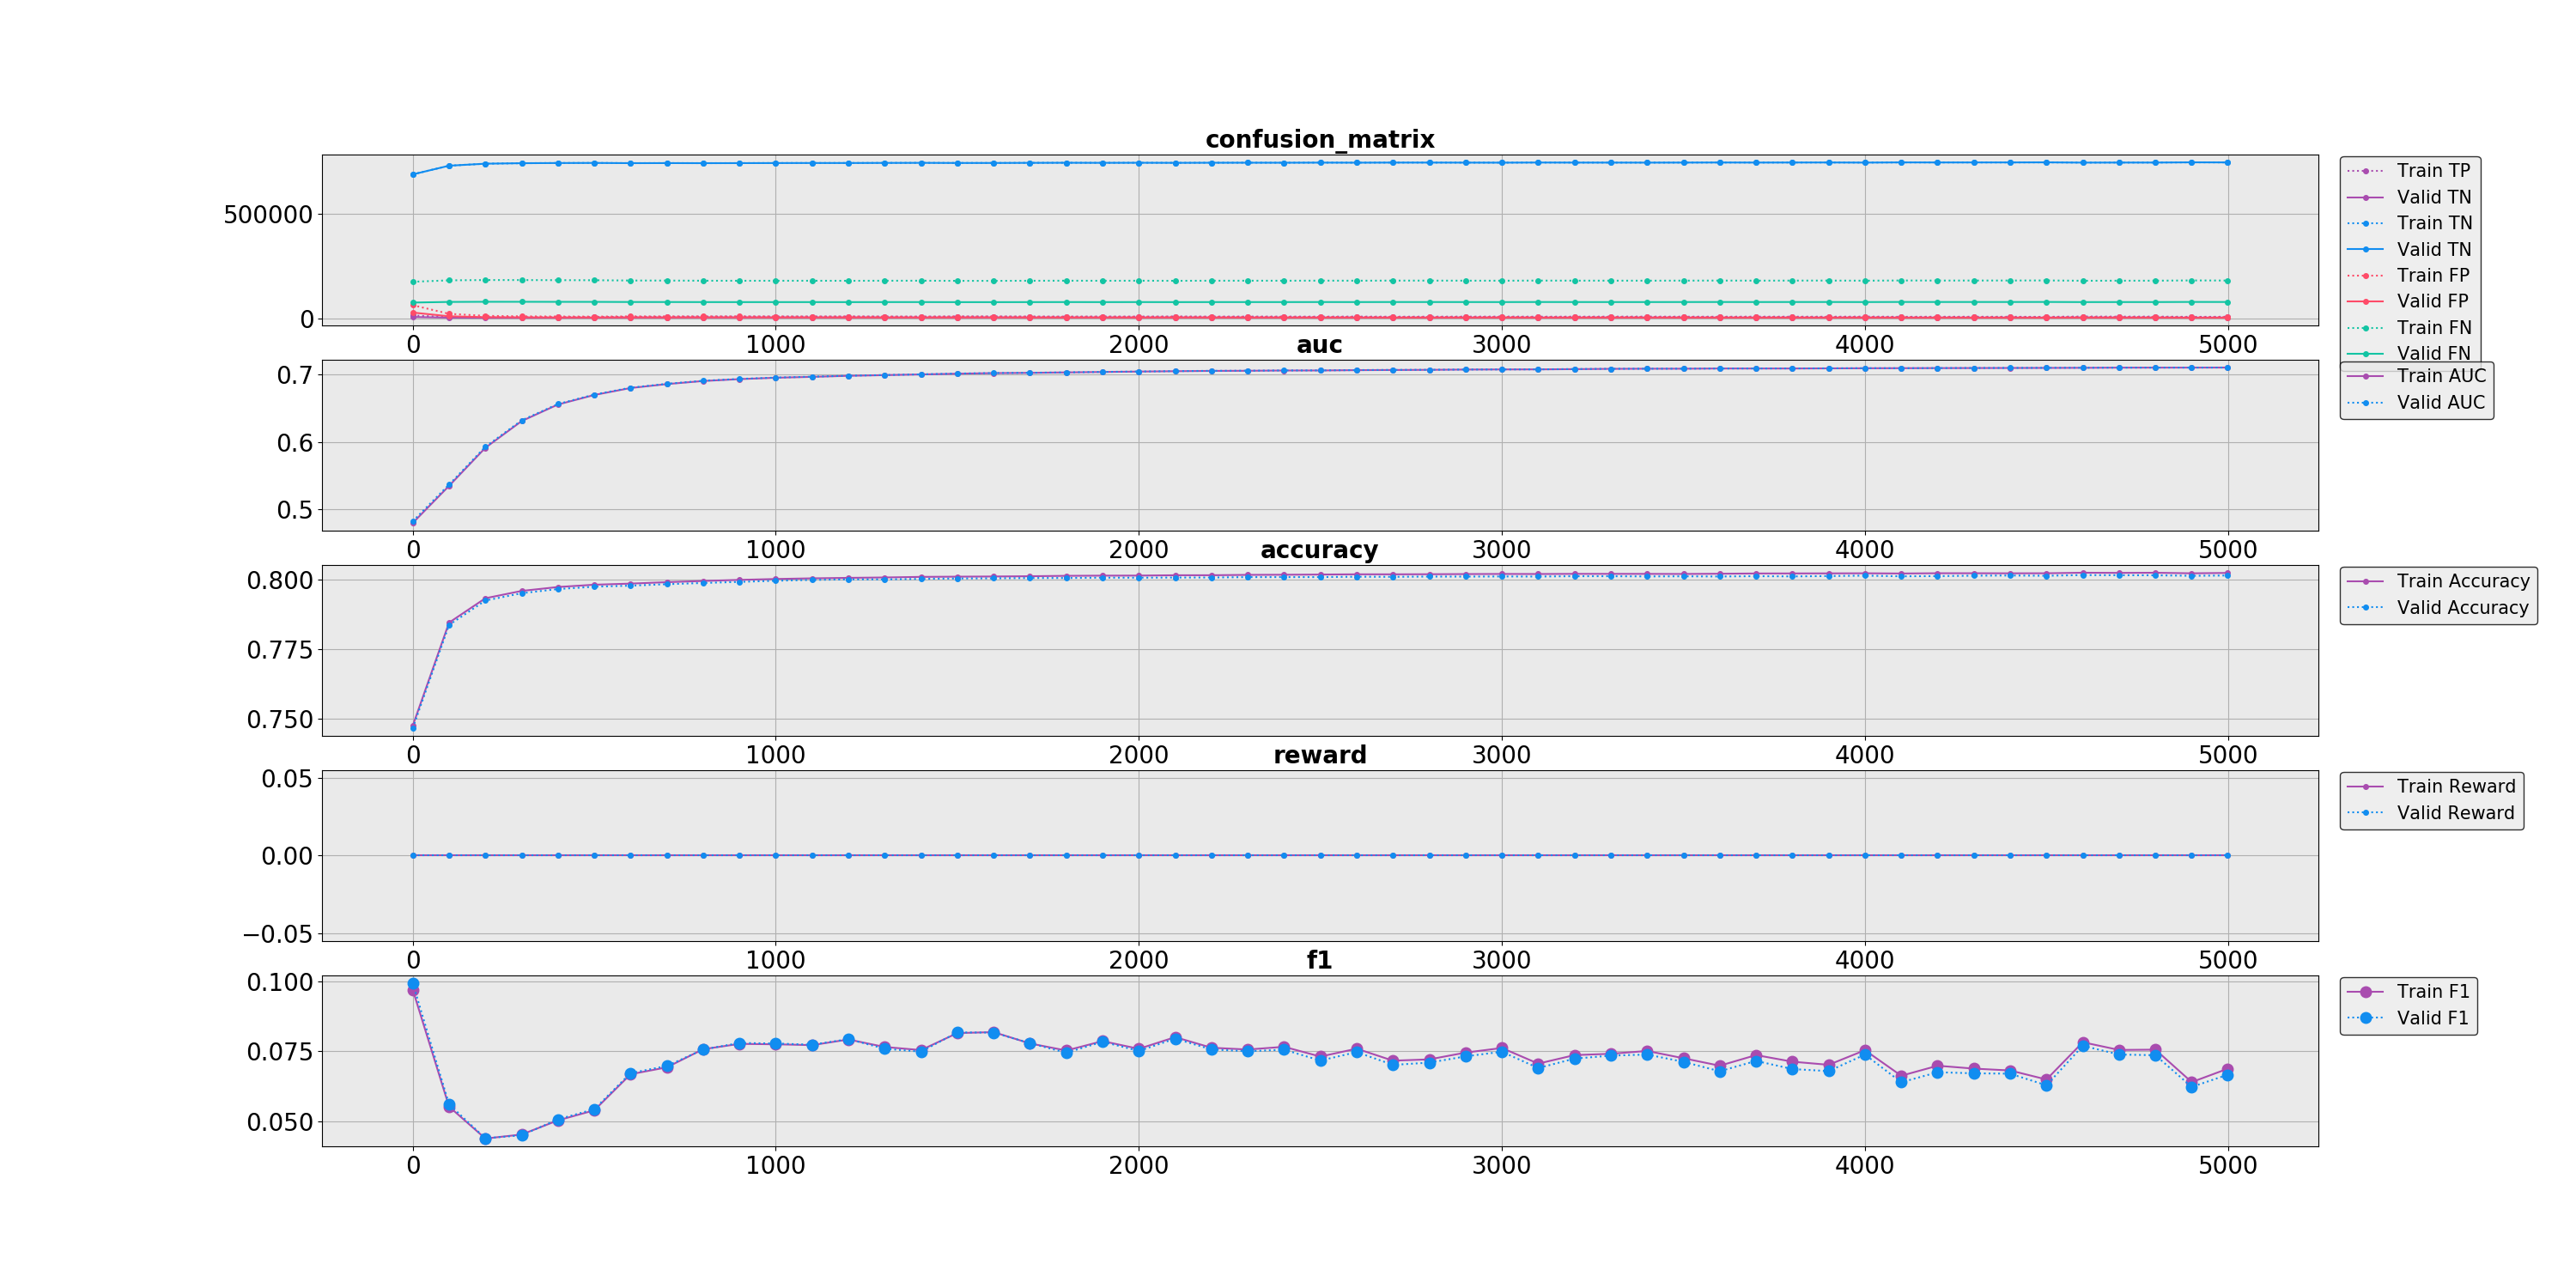 confusion_matrix
500000
0
0 1000 2000 3000 4000 5000
Train TP
Valid TN
Train TN
Valid TN
Train FP
Valid FP
Train FN
Valid FN
auc
0.7
0.6
0.5
0 1000 2000 3000 4000 5000
Train AUC
Valid AUC
accuracy
0.800
0.775
0.750
0 1000 2000 3000 4000 5000
Train Accuracy
Valid Accuracy
reward
0.05
0.00
−0.05
0 1000 2000 3000 4000 5000
Train Reward
Valid Reward
f1
0.100
0.075
0.050
0 1000 2000 3000 4000 5000
Train F1
Valid F1